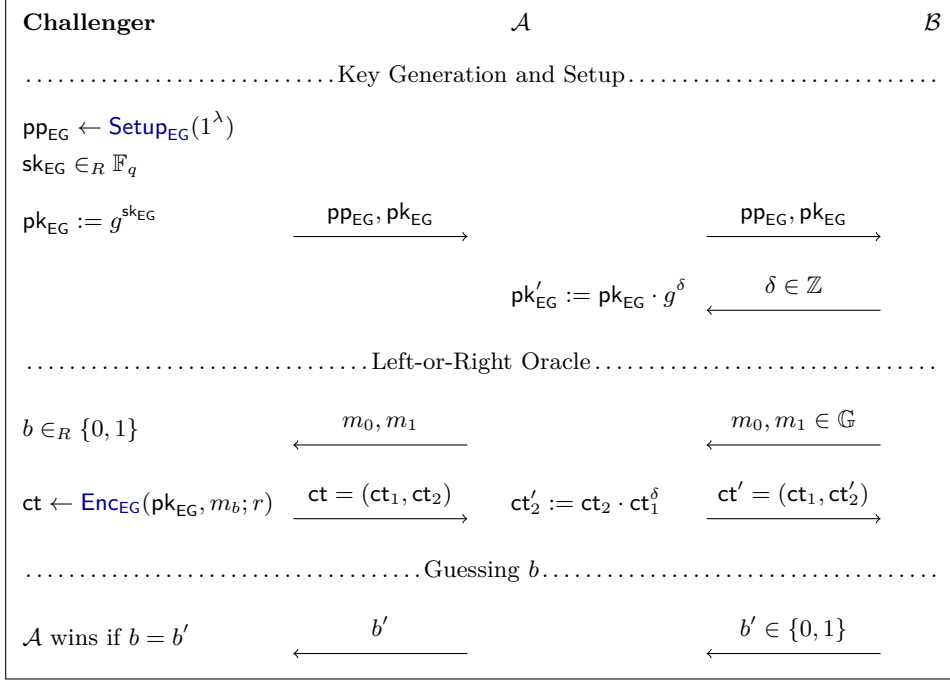 Challenger 𝒜 ℬ
Key Generation and Setup
pp_EG ← Setup_EG(1^λ)
sk_EG ∈_R 𝔽_q
pk_EG := g^{sk_EG} pp_EG, pk_EG pp_EG, pk_EG
pk′_EG := pk_EG · g^δ δ ∈ ℤ
Left-or-Right Oracle
b ∈_R {0, 1} m_0, m_1 m_0, m_1 ∈ 𝔾
ct ← Enc_EG(pk_EG, m_b; r) ct = (ct_1, ct_2) ct′_2 := ct_2 · ct_1^δ ct′ = (ct_1, ct′_2)
Guessing b
𝒜 wins if b = b′ b′ b′ ∈ {0, 1}